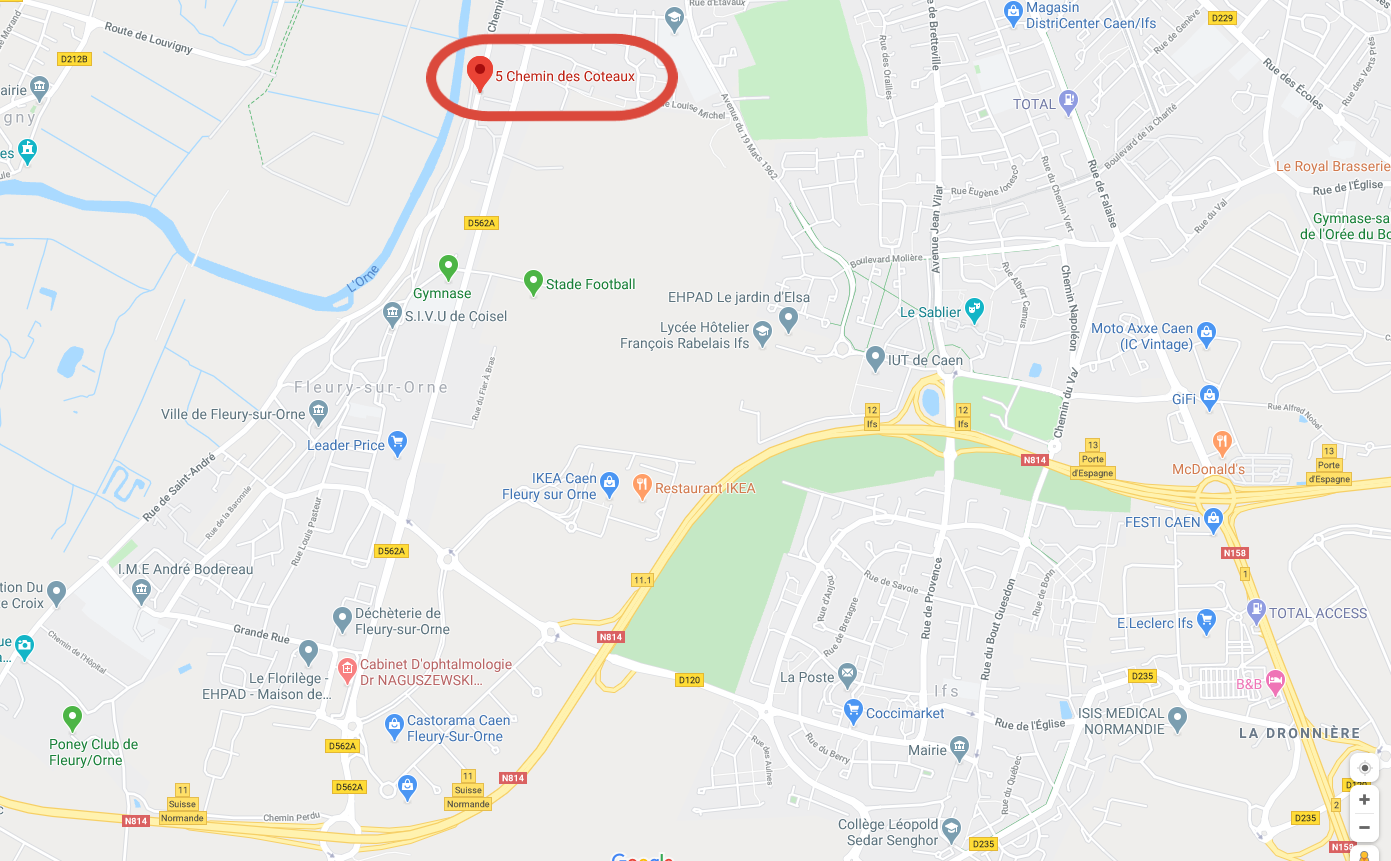 Rue d'Étavaux
Magasin
DistriCenter Caen/Ifs
D229
Route de Louvigny
D212B
Chemin
de Bretteville
Rue de Genève
Rue des Écoles
Rue des Verts Prés
5 Chemin des Coteaux
Rue des Orailles
airie
gny
TOTAL
e Louise Michel
Avenue du 19 Mars 1962
Boulevard de la Charité
es
Le Royal Brasserie
Rue de l'Église
Rue Eugène Ionesco
Rue du Chemin Vert
Rue de Falaise
Rue du Val
Avenue Jean Vilar
D562A
Gymnase-sa
de l'Orée du Bo
L'Orne
Gymnase
Stade Football
Boulevard Molière
EHPAD Le jardin d'Elsa
Rue Albert Camus
Chemin Napoléon
S.I.V.U de Coisel
Le Sablier
Lycée Hôtelier
François Rabelais Ifs
Moto Axxe Caen
(IC Vintage)
IUT de Caen
Fleury-sur-Orne
Rue du Fier À Bras
Chemin du Val
GiFi
Ville de Fleury-sur-Orne
12
Ifs
12
Ifs
Rue Alfred Nobel
Leader Price
13
Porte
d'Espagne
13
Porte
d'Espagne
N814
McDonald's
Rue de Saint-André
IKEA Caen
Fleury sur Orne
Restaurant IKEA
Rue de la Baronnie
Rue Louis Pasteur
FESTI CAEN
D562A
N158
1
I.M.E André Bodereau
11.1
tion Du
e Croix
Rue de Savoie
Rue d'Anjou
Rue de Bretagne
Rue de Provence
Rue du Bout Guesdon
Rue de Bonn
Déchèterie de
Fleury-sur-Orne
TOTAL ACCESS
E.Leclerc Ifs
Grande Rue
N814
ue
a…
Chemin de l'Hôpital
Cabinet D'ophtalmologie
Dr NAGUSZEWSKI…
Le Florilège -
EHPAD - Maison de…
D120
La Poste
D235
B&B
Ifs
Coccimarket
Rue de l'Église
ISIS MEDICAL
NORMANDIE
LA DRONNIÈRE
Poney Club de
Fleury/Orne
Castorama Caen
Fleury-Sur-Orne
D562A
Rue des Aulnes
Rue du Berry
Mairie
Rue du Québec
D562A
11
Suisse
Normande
11
Suisse
Normande
N814
N814
Chemin Perdu
2
D235
Collège Léopold
Sedar Senghor
D235
N158
Google